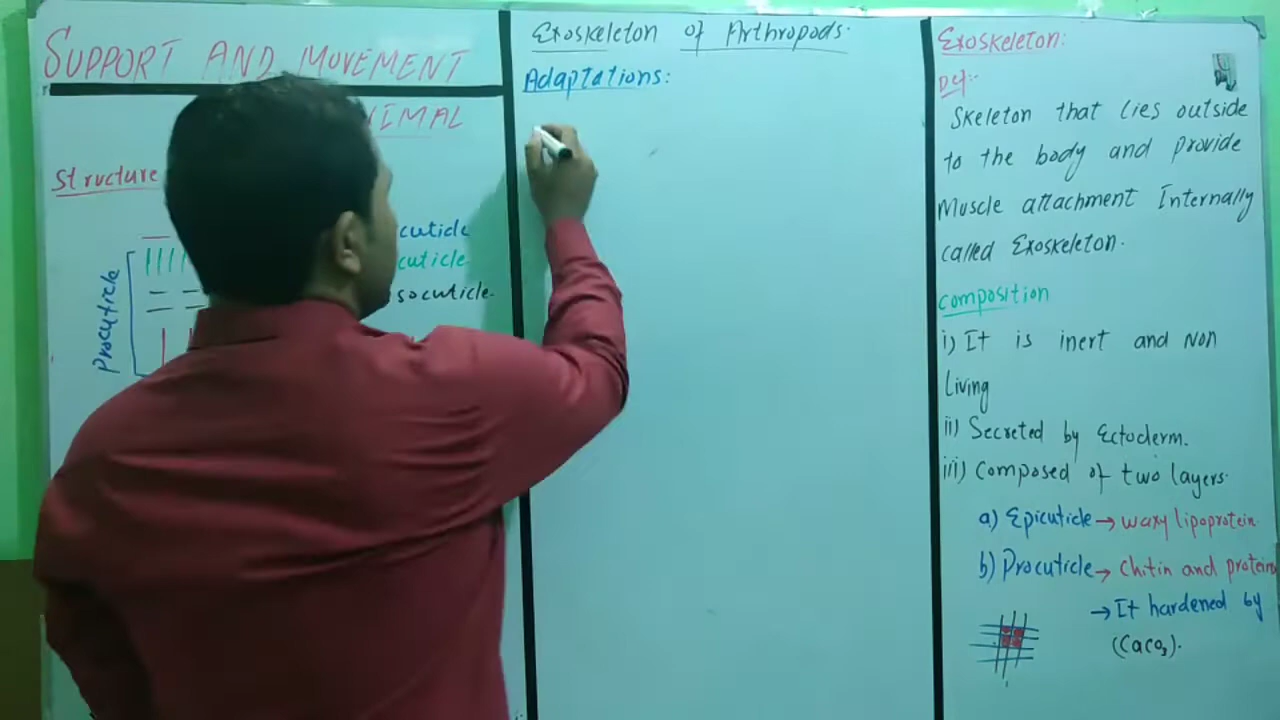 SUPPORT AND MOVEMENT
NIMAL
Structure
cuticle
cuticle
socuticle.
Procuticle
Exoskeleton of Arthropods.
Adaptations:
Exoskeleton:
Def:-
Skeleton that lies outside
to the body and provide
Muscle attachment Internally
called Exoskeleton.
composition
i) It is inert and Non
Living
ii) Secreted by Ectoderm.
iii) Composed of two layers.
a) Epicuticle → waxy lipoprotein.
b) Procuticle → chitin and protein
→ It hardened by
(CaCO₃).